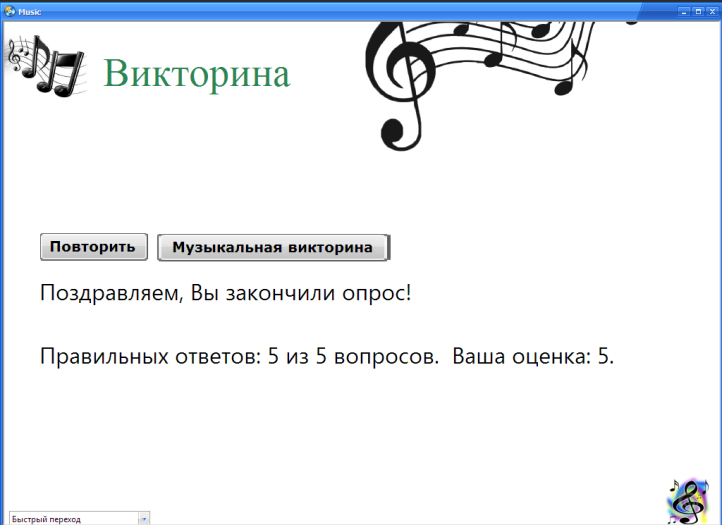 Music
Викторина
Повторить
Музыкальная викторина
Поздравляем, Вы закончили опрос!
Правильных ответов: 5 из 5 вопросов. Ваша оценка: 5.
Быстрый переход